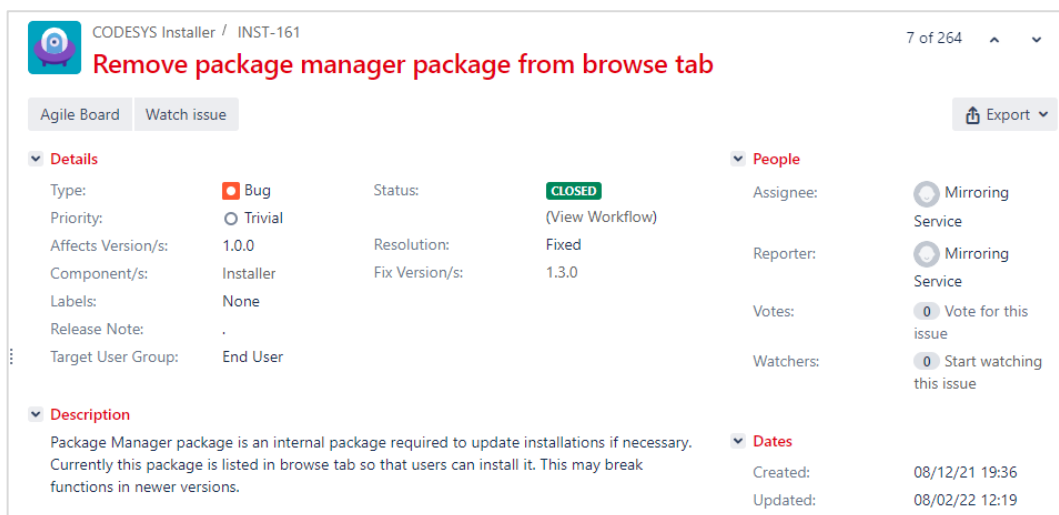 CODESYS Installer / INST-161
7 of 264
Remove package manager package from browse tab
Agile Board
Watch issue
Export
Details
Type:
Bug
Status:
CLOSED
Priority:
Trivial
(View Workflow)
Affects Version/s:
1.0.0
Resolution:
Fixed
Component/s:
Installer
Fix Version/s:
1.3.0
Labels:
None
Release Note:
.
Target User Group:
End User
Description
Package Manager package is an internal package required to update installations if necessary.
Currently this package is listed in browse tab so that users can install it. This may break
functions in newer versions.
People
Assignee:
Mirroring
Service
Reporter:
Mirroring
Service
Votes:
0 Vote for this
issue
Watchers:
0 Start watching
this issue
Dates
Created:
08/12/21 19:36
Updated:
08/02/22 12:19